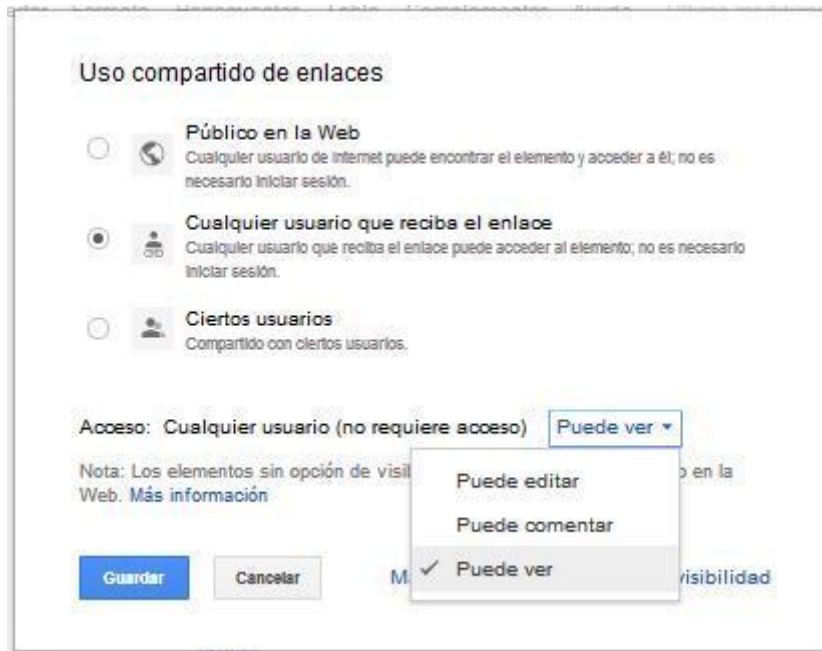 Uso compartido de enlaces
Público en la Web
Cualquier usuario de Internet puede encontrar el elemento y acceder a él; no es
necesario iniciar sesión.
Cualquier usuario que reciba el enlace
Cualquier usuario que reciba el enlace puede acceder al elemento; no es necesario
iniciar sesión.
Ciertos usuarios
Compartido con ciertos usuarios.
Acceso: Cualquier usuario (no requiere acceso) Puede ver
Nota: Los elementos sin opción de en la
Web. Más información
Puede editar
Puede comentar
Puede ver
Guardar Cancelar visibilidad